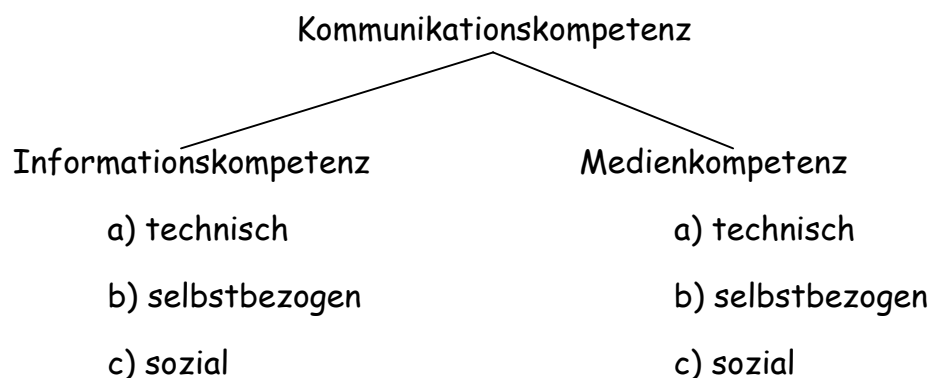 Kommunikationskompetenz
Informationskompetenz Medienkompetenz
a) technisch a) technisch
b) selbstbezogen b) selbstbezogen
c) sozial c) sozial